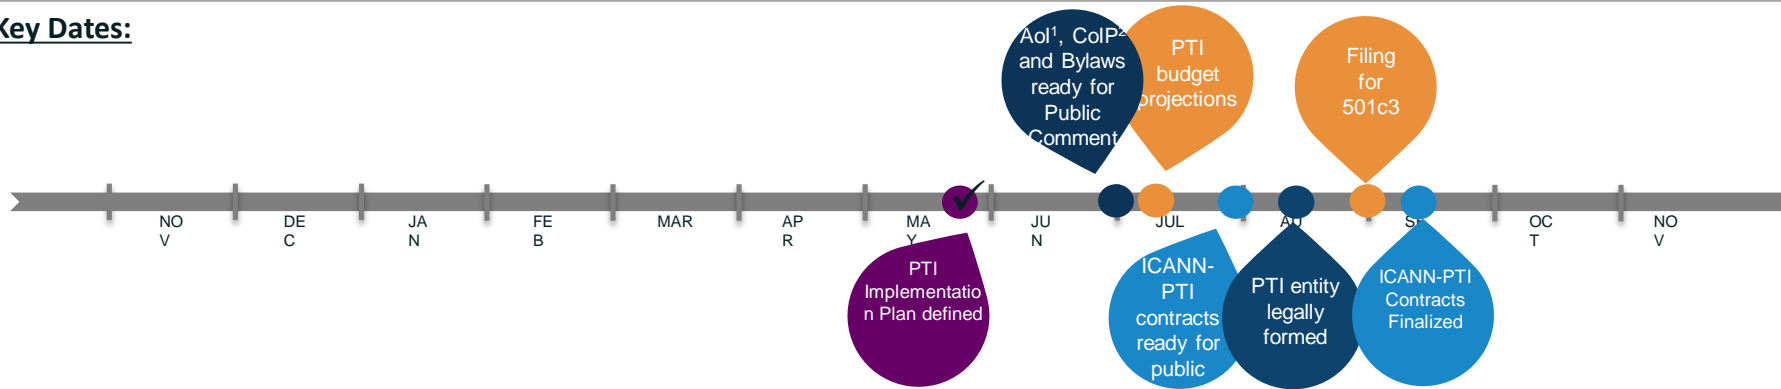 Key Dates:
AoI¹, CoIP²
and Bylaws
ready for
Public
Comment
PTI
budget
projections
Filing
for
501c3
NO
V
DE
C
JA
N
FE
B
MAR
AP
R
MA
Y
JU
N
JUL
AU
SE
OC
T
NO
V
PTI
Implementatio
n Plan defined
ICANN-
PTI
contracts
ready for
public
PTI entity
legally
formed
ICANN-PTI
Contracts
Finalized